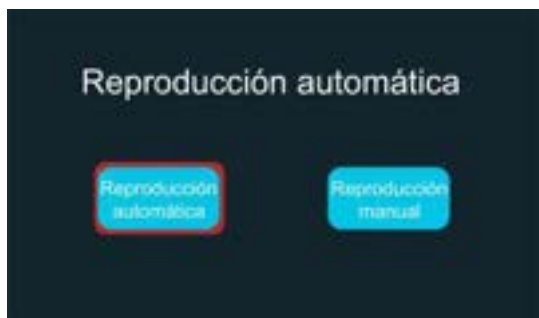 Reproducción automática
Reproducción
automática
Reproducción
manual